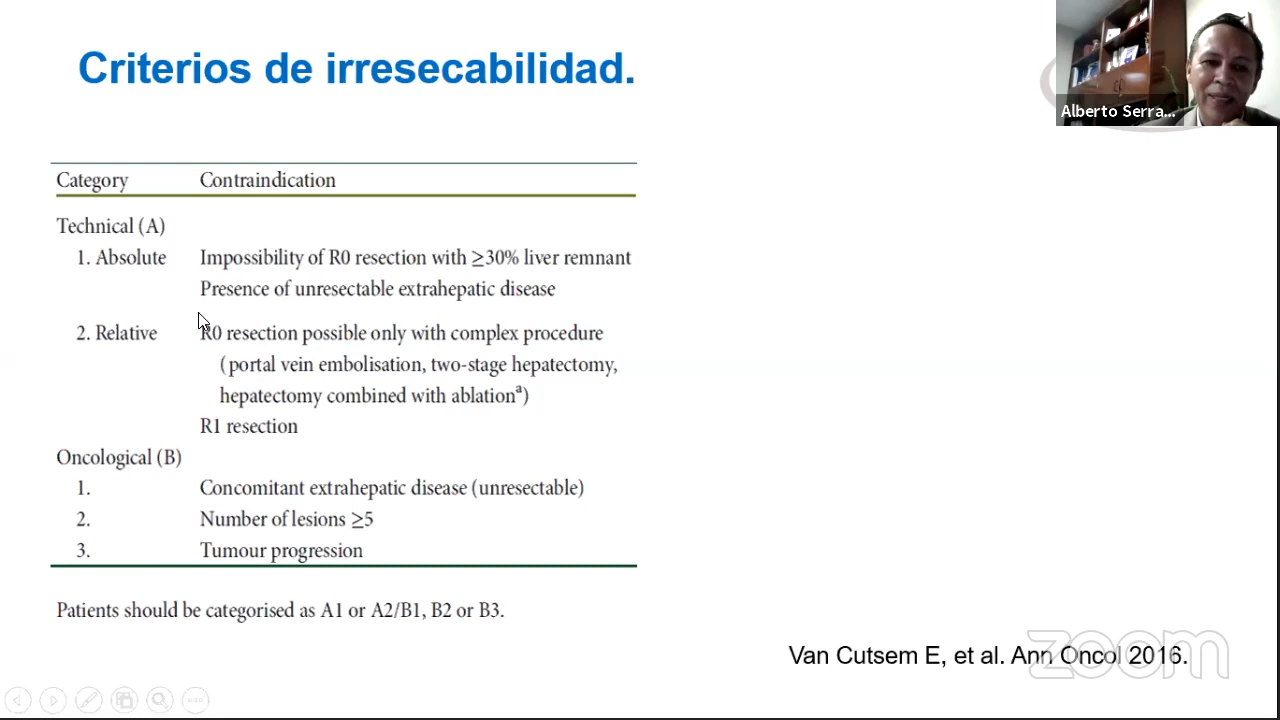 Criterios de irresecabilidad.
Alberto Serra...
Category Contraindication
Technical (A)
1. Absolute Impossibility of R0 resection with ≥30% liver remnant
Presence of unresectable extrahepatic disease
2. Relative R0 resection possible only with complex procedure
(portal vein embolisation, two-stage hepatectomy,
hepatectomy combined with ablationᵃ)
R1 resection
Oncological (B)
1. Concomitant extrahepatic disease (unresectable)
2. Number of lesions ≥5
3. Tumour progression
Patients should be categorised as A1 or A2/B1, B2 or B3.
Van Cutsem E, et al. Ann Oncol 2016.
zoom